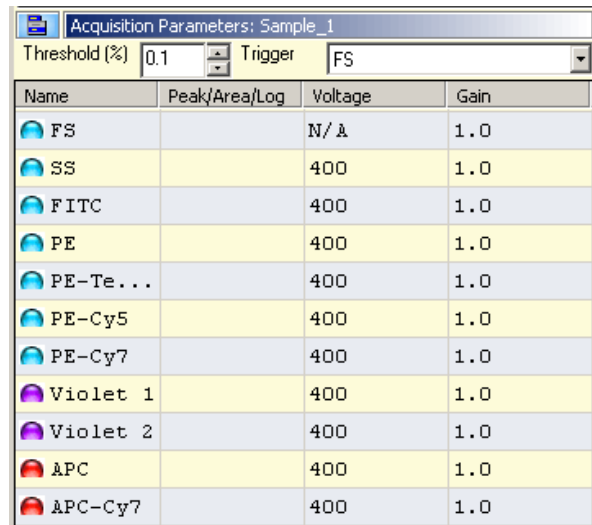 Acquisition Parameters: Sample_1
Threshold (%) 0.1 Trigger FS
Name Peak/Area/Log Voltage Gain
FS N/A 1.0
SS 400 1.0
FITC 400 1.0
PE 400 1.0
PE-Te... 400 1.0
PE-Cy5 400 1.0
PE-Cy7 400 1.0
Violet 1 400 1.0
Violet 2 400 1.0
APC 400 1.0
APC-Cy7 400 1.0